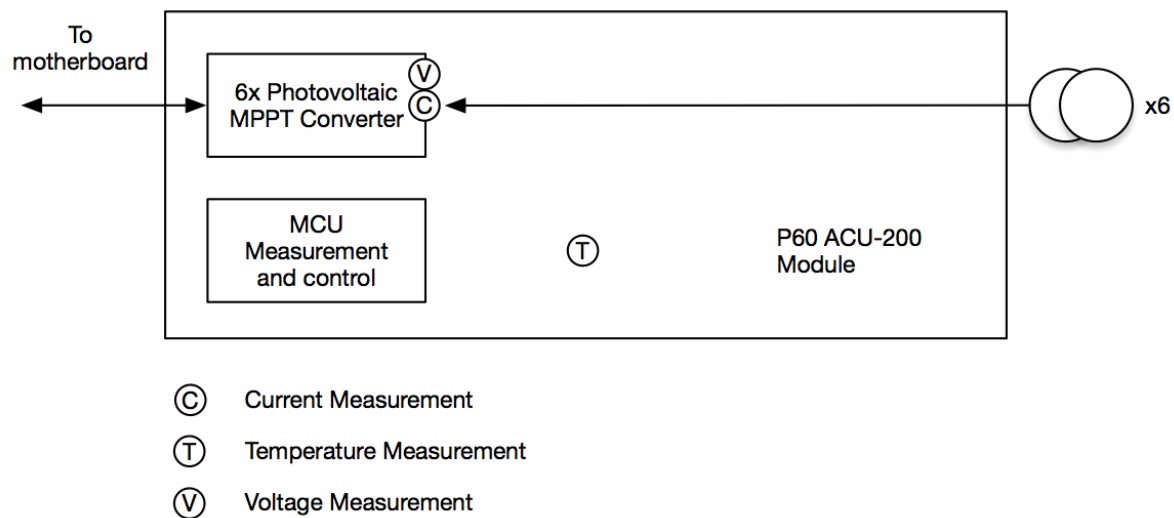 To
motherboard
6x Photovoltaic
MPPT Converter
V
C
x6
MCU
Measurement
and control
T
P60 ACU-200
Module
C Current Measurement
T Temperature Measurement
V Voltage Measurement